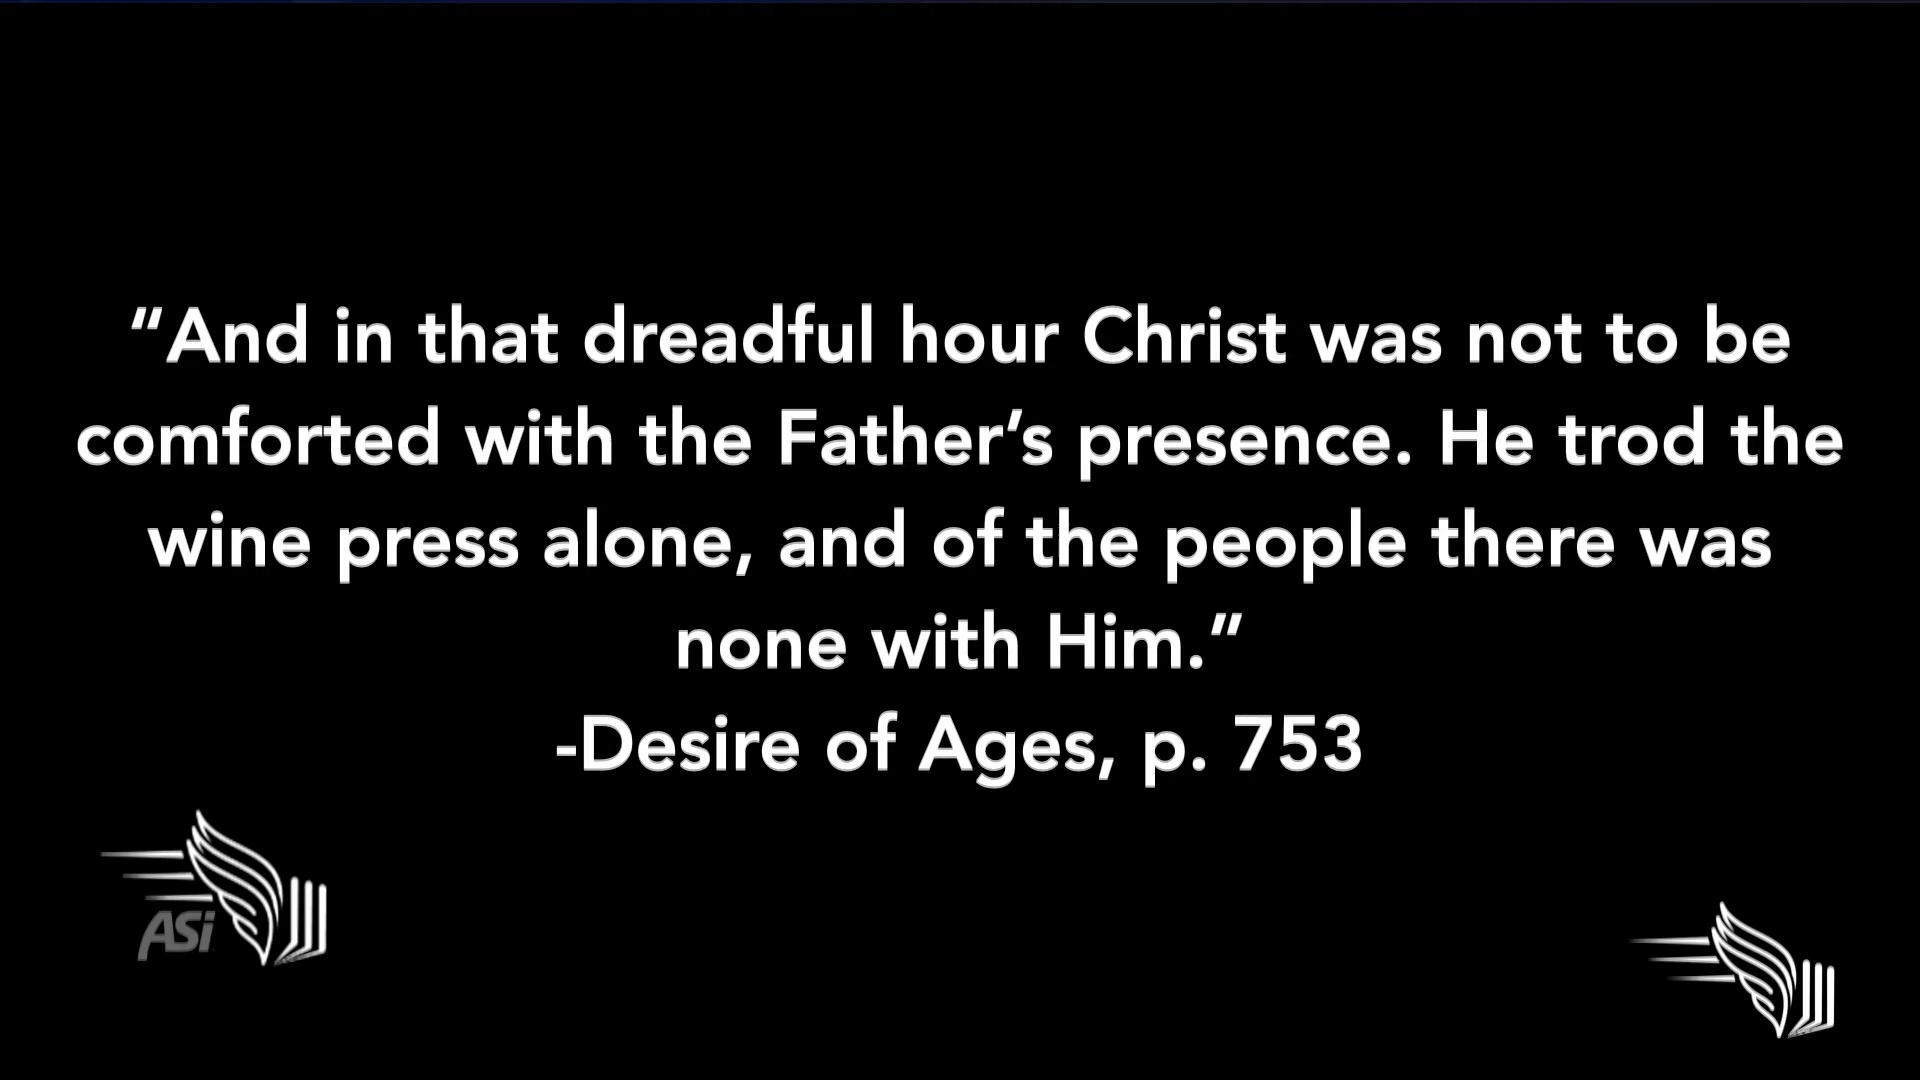 “And in that dreadful hour Christ was not to be
comforted with the Father’s presence. He trod the
wine press alone, and of the people there was
none with Him.”
-Desire of Ages, p. 753
ASi